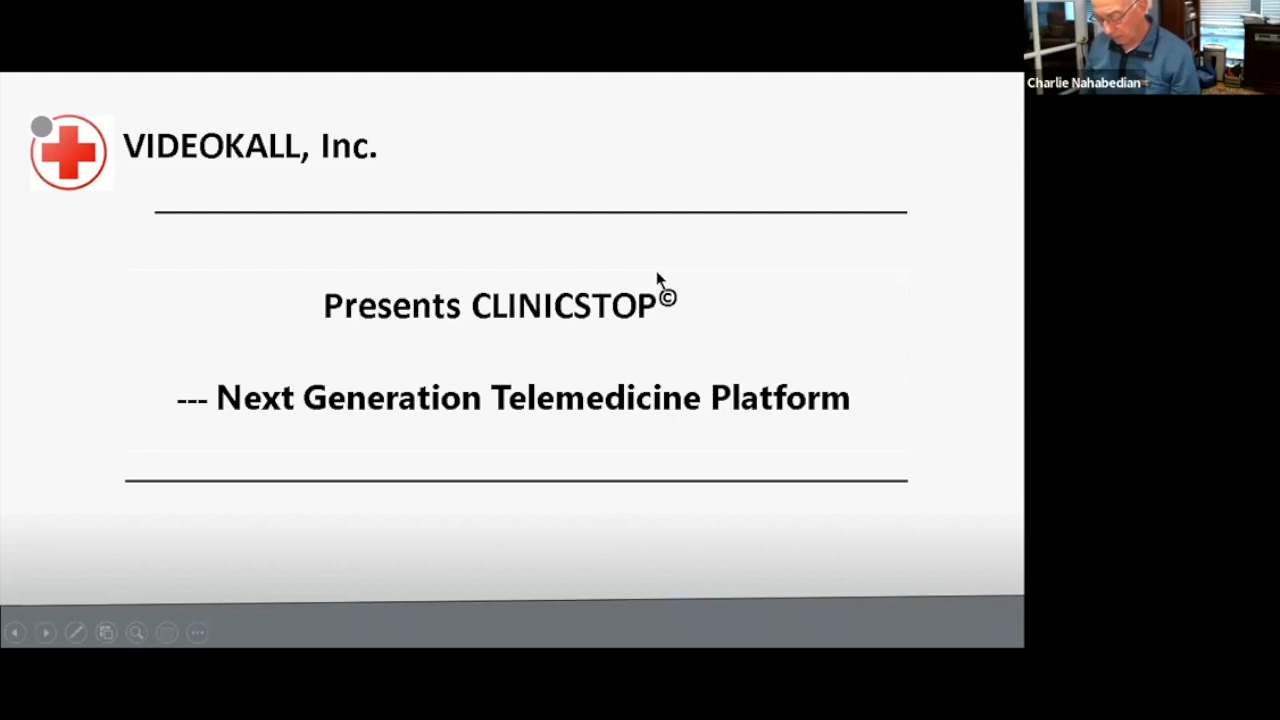 Charlie Nahabedian
VIDEOKALL, Inc.
Presents CLINICSTOP©
--- Next Generation Telemedicine Platform